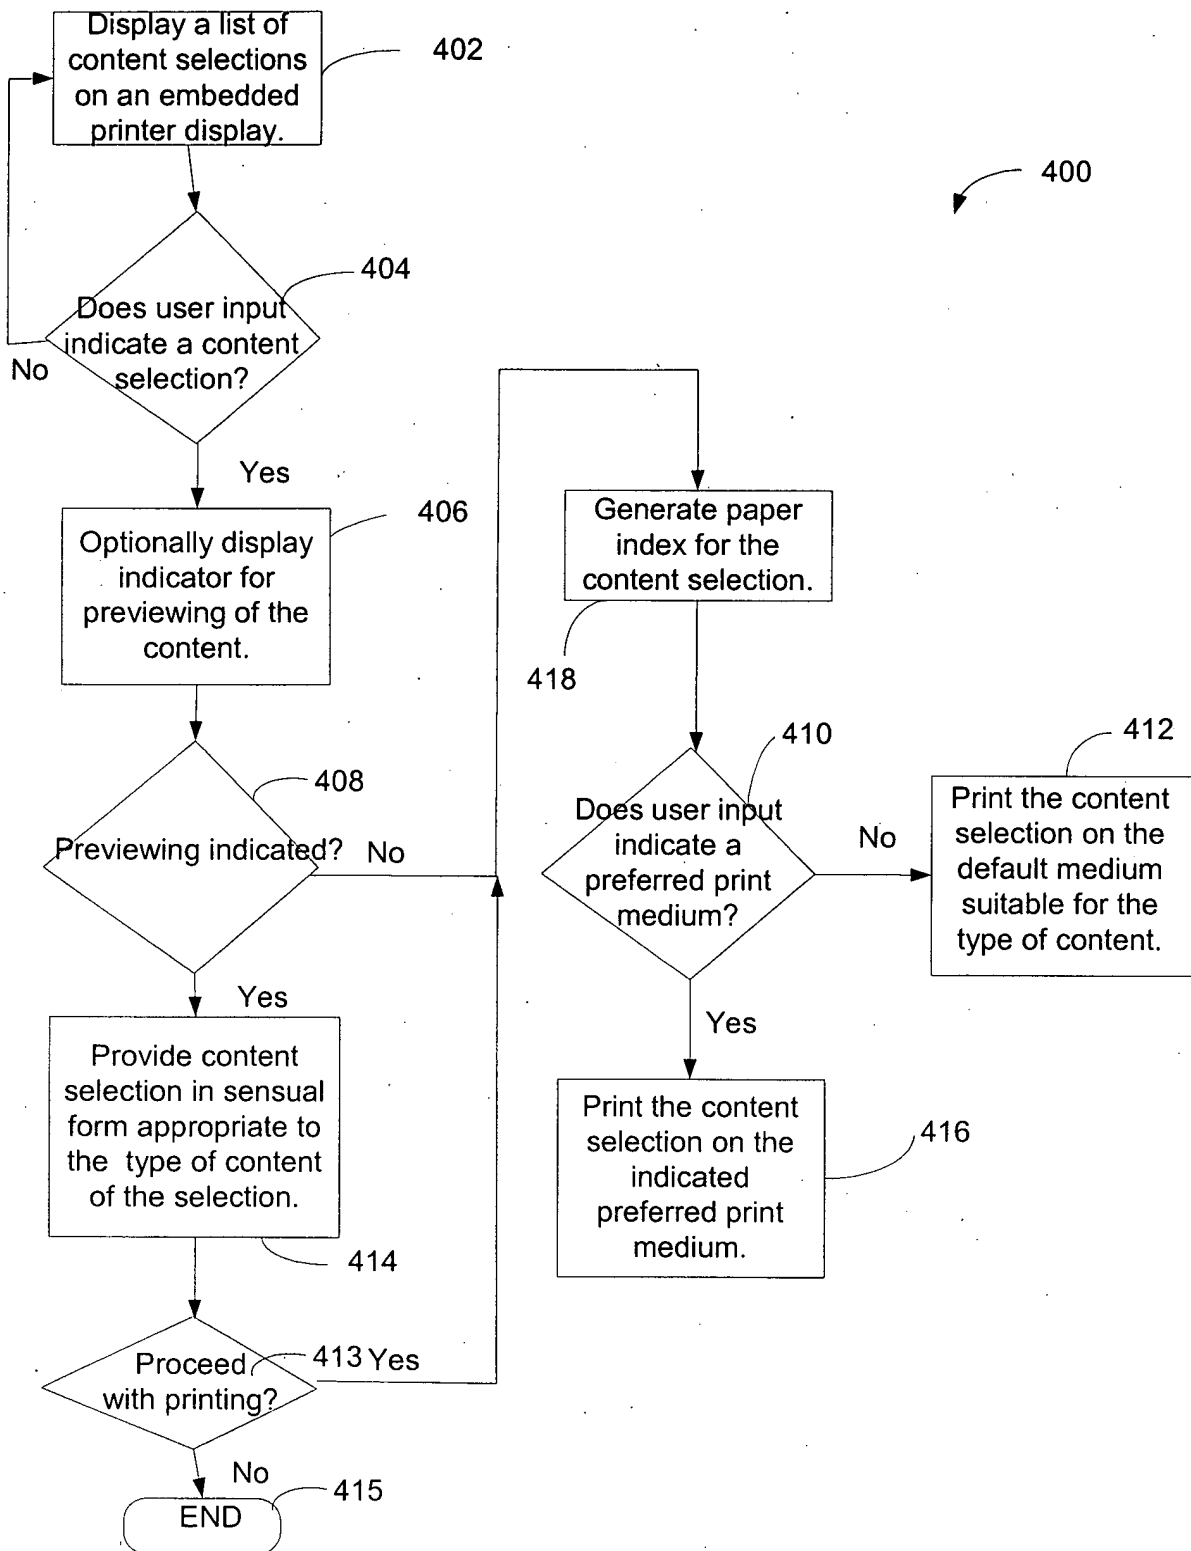 Display a list of
content selections
on an embedded
printer display.
402
400
404
Does user input
indicate a content
selection?
No
Yes
406
Optionally display
indicator for
previewing of the
content.
408
Previewing indicated?
No
Yes
Provide content
selection in sensual
form appropriate to
the type of content
of the selection.
414
Proceed
with printing?
413
Yes
No
415
END
Generate paper
index for the
content selection.
418
410
Does user input
indicate a
preferred print
medium?
No
412
Print the content
selection on the
default medium
suitable for the
type of content.
Yes
Print the content
selection on the
indicated
preferred print
medium.
416